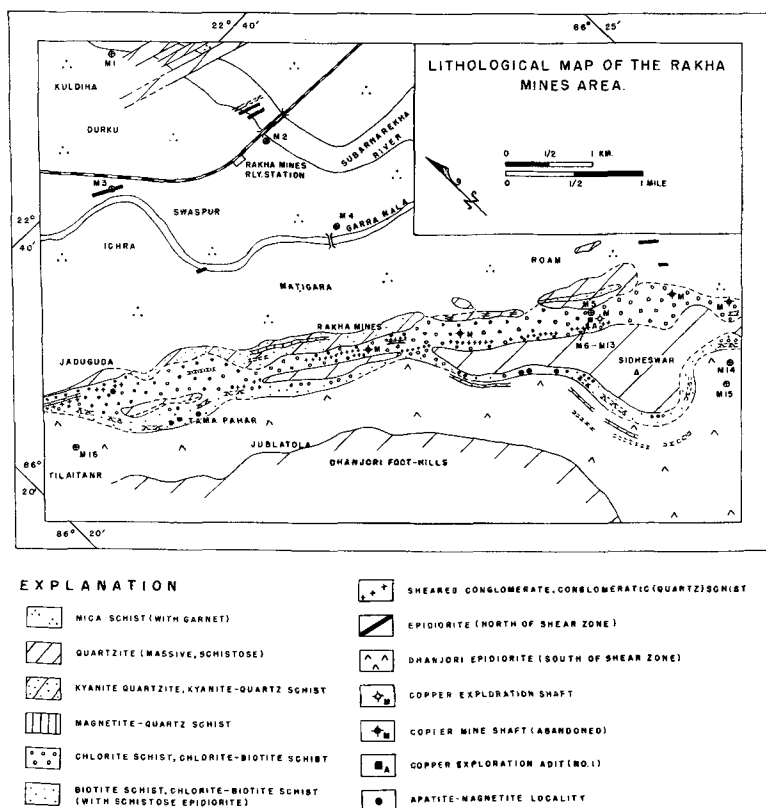 22° 40'
86° 25'
LITHOLOGICAL MAP OF THE RAKHA
MINES AREA.
0 1/2 1 KM.
0 1/2 1 MILE
N
M1
KULDIHA
DURKU
M2
SUBARHAREKHA
RIVER
RAKHA MINES
RLY. STATION
M3
SWASPUR
M4
GARRA NALA
22°
40'
ICHRA
ROAM
MATIGARA
M5
M
M
M
M
RAKHA MINES
M
A
M6-M13
JADUGUDA
SIDHESWAR
M14
M15
TAMA PAHAR
M16
JUBLATOLA
DHANJORI FOOT-HILLS
TILAITANR
86°
20'
86° 20'
EXPLANATION
MICA SCHIST (WITH GARNET)
QUARTZITE (MASSIVE, SCHISTOSE)
KYANITE QUARTZITE, KYANITE-QUARTZ SCHIST
MAGNETITE-QUARTZ SCHIST
CHLORITE SCHIST, CHLORITE-BIOTITE SCHIST
BIOTITE SCHIST, CHLORITE-BIOTITE SCHIST
(WITH SCHISTOSE EPIDIORITE)
SHEARED CONGLOMERATE, CONGLOMERATIC (QUARTZ) SCHIST
EPIDIORITE (NORTH OF SHEAR ZONE)
DHANJORI EPIDIORITE (SOUTH OF SHEAR ZONE)
M COPPER EXPLORATION SHAFT
M COPPER MINE SHAFT (ABANDONED)
A COPPER EXPLORATION ADIT (NO.1)
APATITE-MAGNETITE LOCALITY